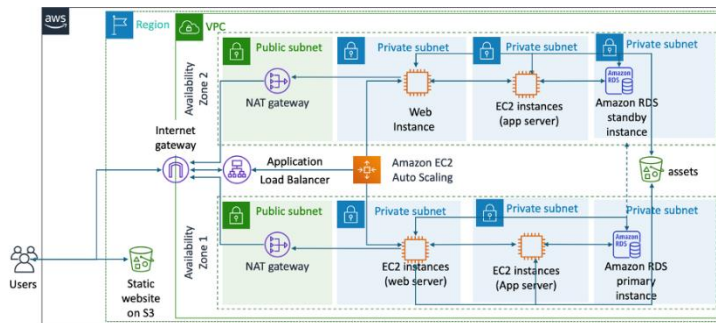 aws
Region
VPC
Availability
Zone 2
Public subnet
NAT gateway
Private subnet
Web
Instance
Private subnet
EC2 instances
(app server)
Private subnet
Amazon
RDS
Amazon RDS
standby
instance
Internet
gateway
Application
Load Balancer
Amazon EC2
Auto Scaling
assets
Availability
Zone 1
Public subnet
NAT gateway
Private subnet
EC2 instances
(web server)
Private subnet
EC2 instances
(App server)
Private subnet
Amazon
RDS
Amazon RDS
primary
instance
Users
Static
website
on S3